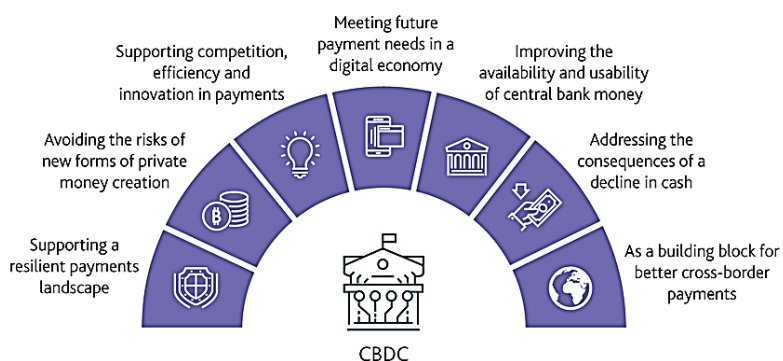 Supporting a
resilient payments
landscape
Avoiding the risks of
new forms of private
money creation
Supporting competition,
efficiency and
innovation in payments
Meeting future
payment needs in a
digital economy
Improving the
availability and usability
of central bank money
Addressing the
consequences of a
decline in cash
As a building block for
better cross-border
payments
CBDC